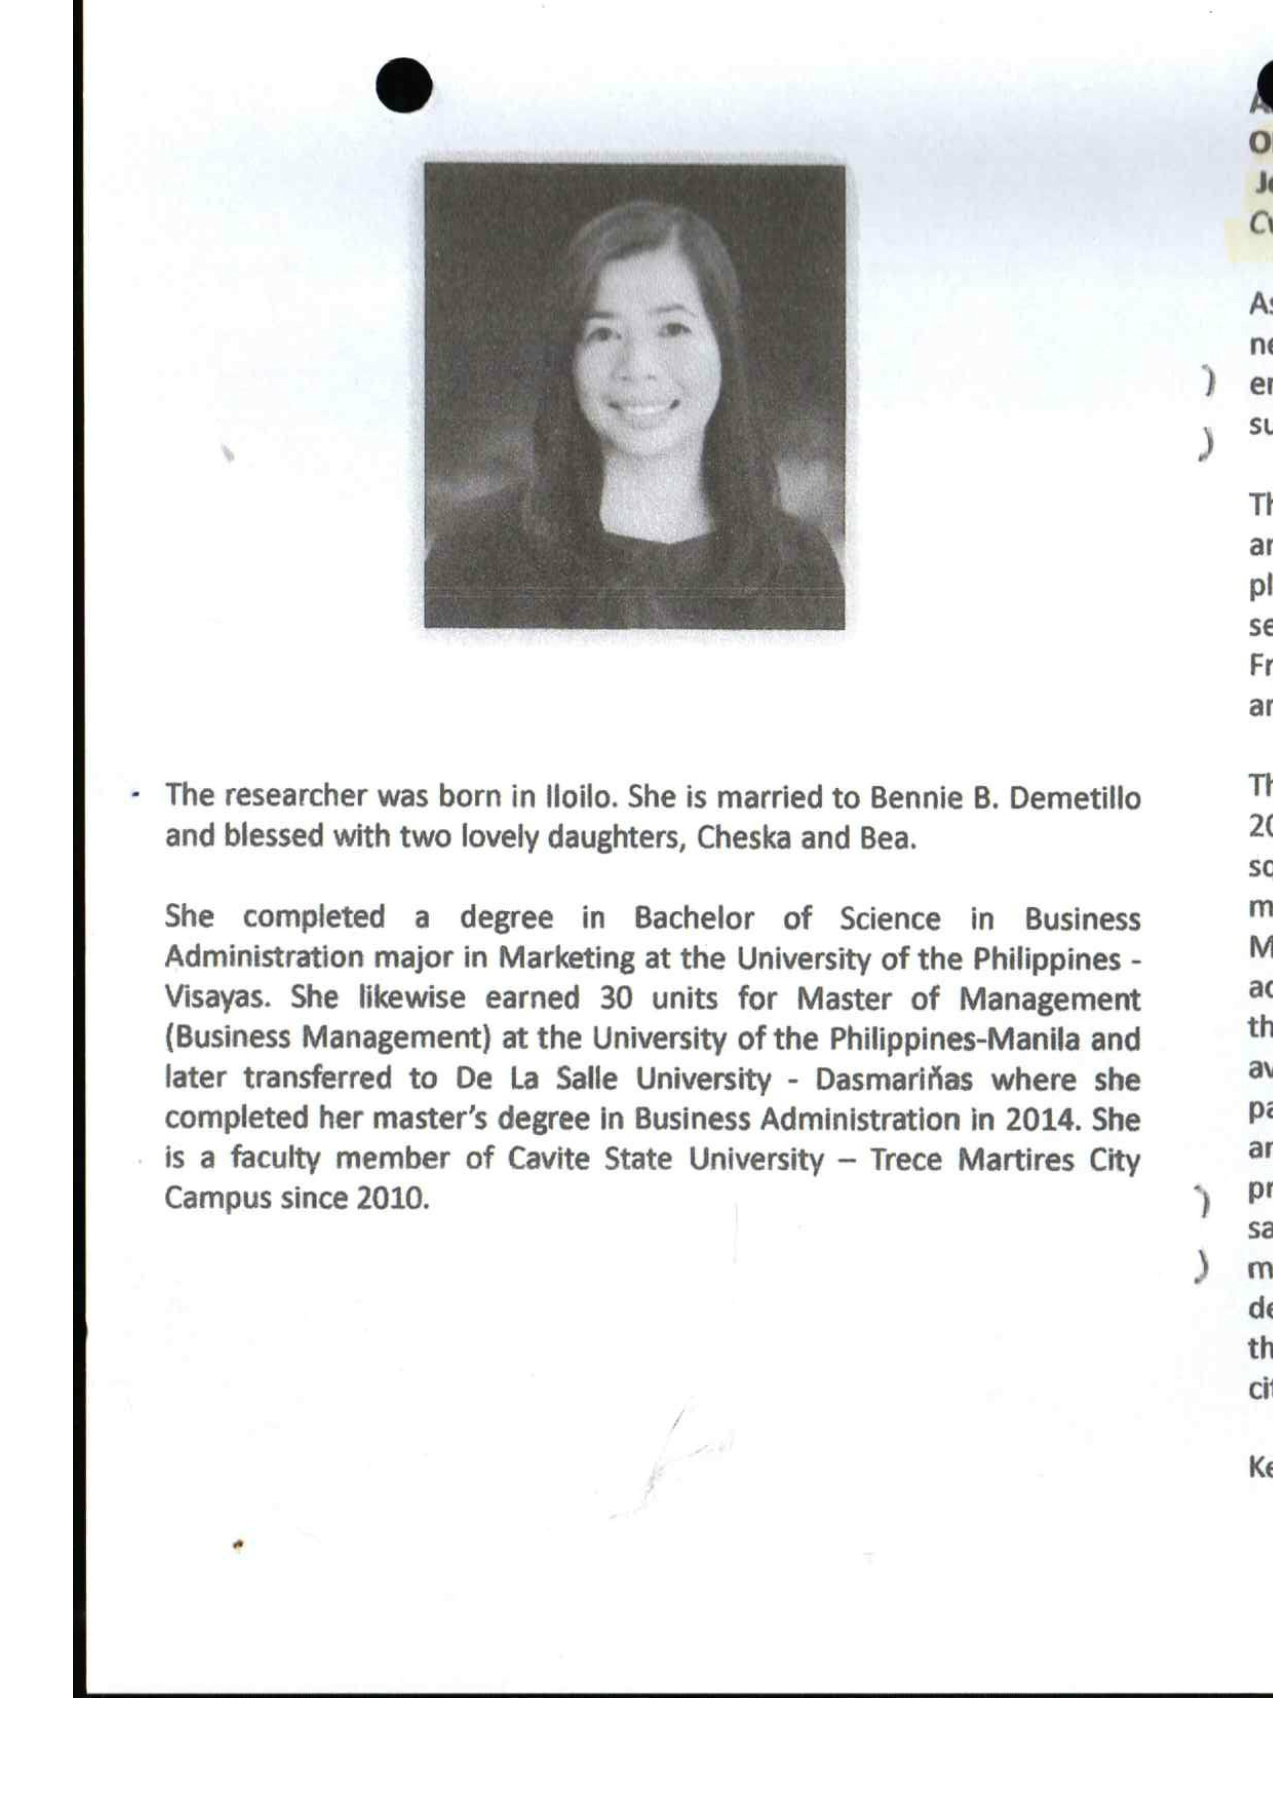 The researcher was born in Iloilo. She is married to Bennie B. Demetillo
and blessed with two lovely daughters, Cheska and Bea.
She completed a degree in Bachelor of Science in Business
Administration major in Marketing at the University of the Philippines -
Visayas. She likewise earned 30 units for Master of Management
(Business Management) at the University of the Philippines-Manila and
later transferred to De La Salle University - Dasmariňas where she
completed her master's degree in Business Administration in 2014. She
is a faculty member of Cavite State University – Trece Martires City
Campus since 2010.